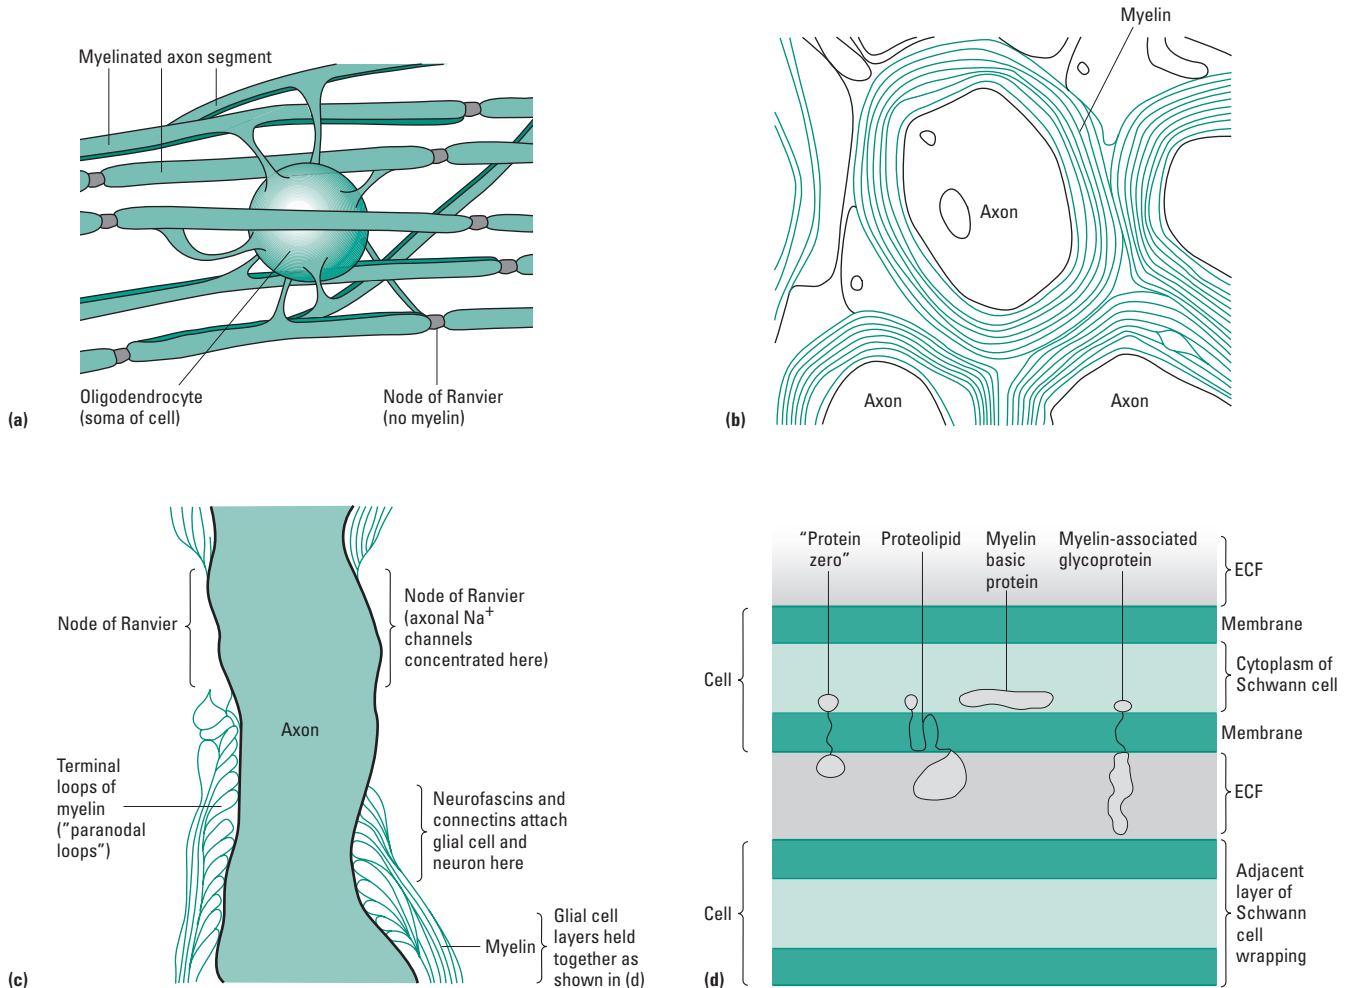 Myelinated axon segment
Oligodendrocyte
(soma of cell)
Node of Ranvier
(no myelin)
(a)
Myelin
Axon
Axon
Axon
(b)
Node of Ranvier
Node of Ranvier
(axonal Na+
channels
concentrated here)
Axon
Terminal
loops of
myelin
("paranodal
loops")
Neurofascins and
connectins attach
glial cell and
neuron here
Myelin
Glial cell
layers held
together as
shown in (d)
(c)
"Protein
zero"
Proteolipid
Myelin
basic
protein
Myelin-associated
glycoprotein
ECF
Membrane
Cell
Cytoplasm of
Schwann cell
Membrane
ECF
Cell
Adjacent
layer of
Schwann
cell
wrapping
(d)